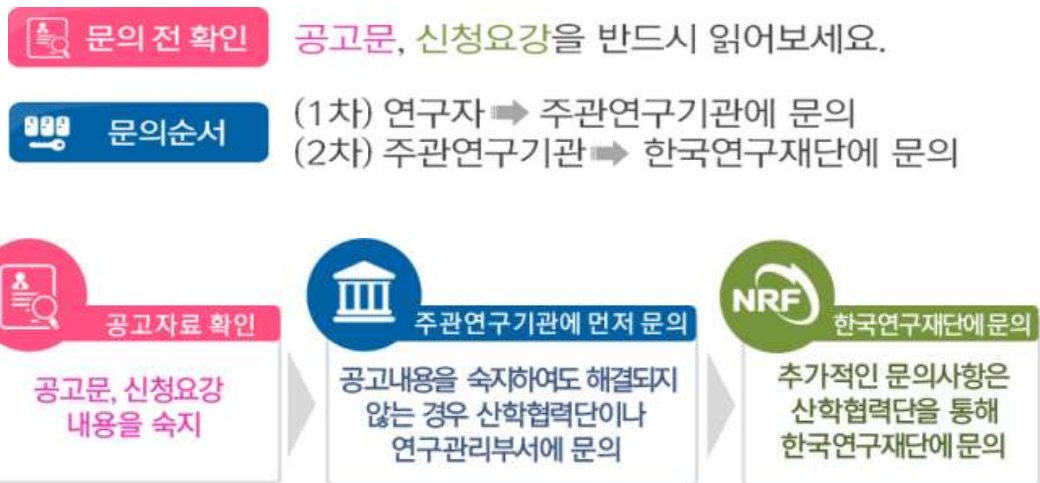 문의 전 확인
공고문, 신청요강을 반드시 읽어보세요.
문의순서
(1차) 연구자 ➡ 주관연구기관에 문의
(2차) 주관연구기관 ➡ 한국연구재단에 문의
공고자료 확인
공고문, 신청요강
내용을 숙지
주관연구기관에 먼저 문의
공고내용을 숙지하여도 해결되지
않는 경우 산학협력단이나
연구관리부서에 문의
NRF
한국연구재단에 문의
추가적인 문의사항은
산학협력단을 통해
한국연구재단에 문의